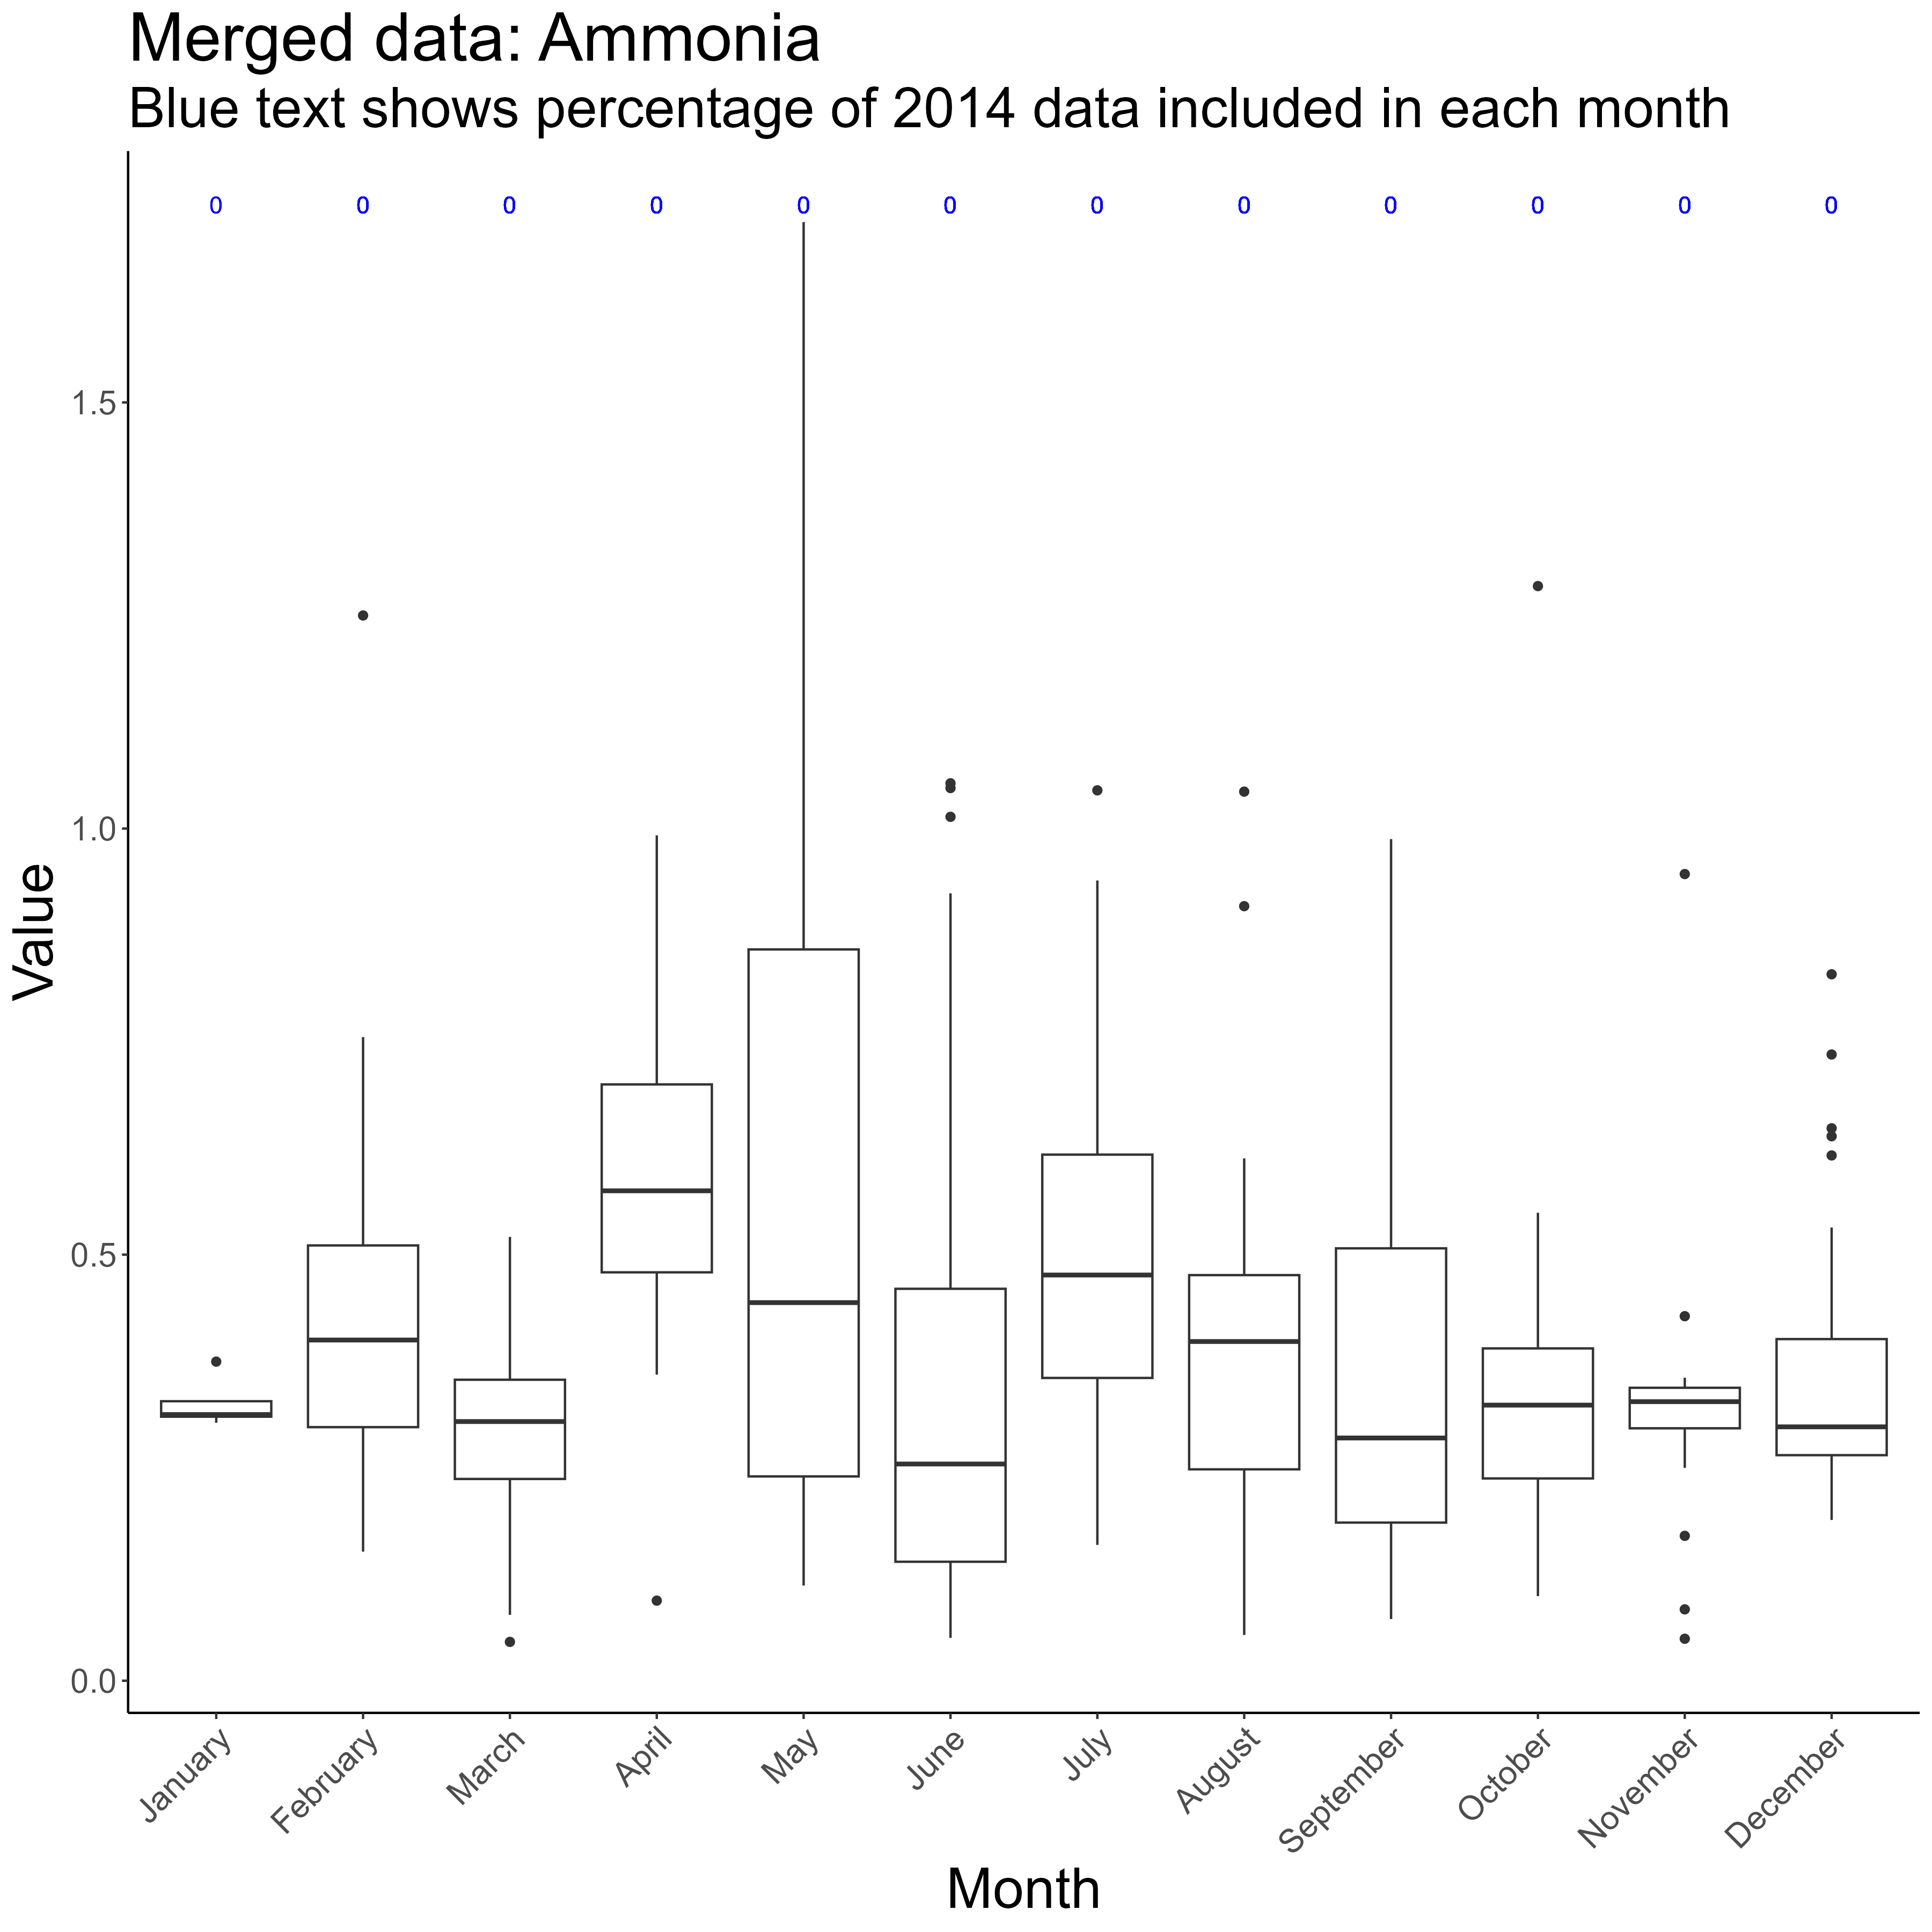 Merged data: Ammonia
Blue text shows percentage of 2014 data included in each month
0 0 0 0 0 0 0 0 0 0 0 0
1.5
1.0
0.5
0.0
Value
January February March April May June July August September October November December
Month